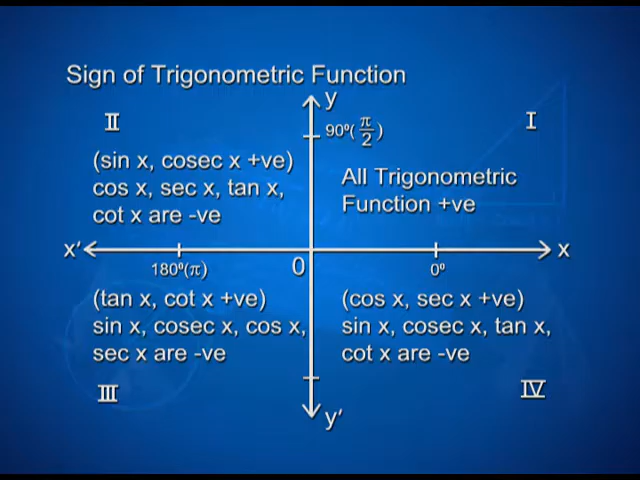 Sign of Trigonometric Function
y
II
I
90º(π/2)
(sin x, cosec x +ve)
cos x, sec x, tan x,
cot x are -ve
All Trigonometric
Function +ve
x′
x
180º(π)
0
0º
(tan x, cot x +ve)
sin x, cosec x, cos x,
sec x are -ve
(cos x, sec x +ve)
sin x, cosec x, tan x,
cot x are -ve
III
IV
y′